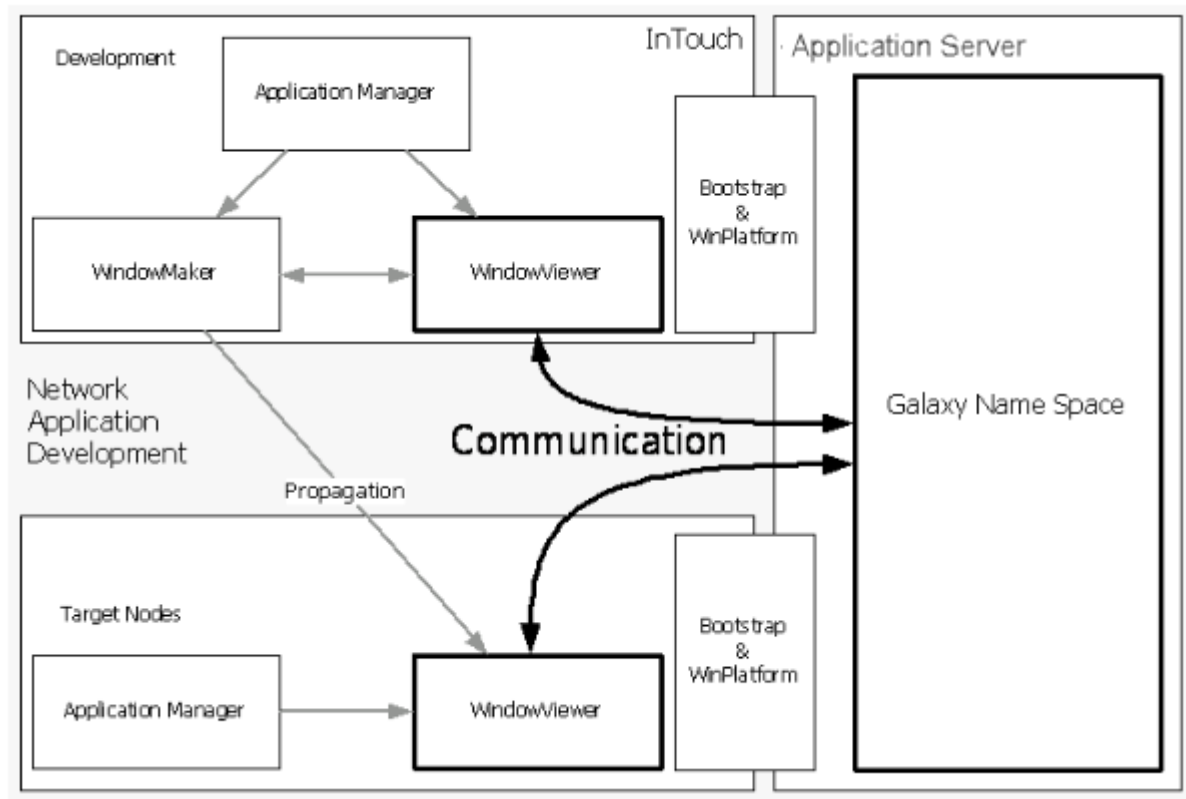 InTouch
Application Server
Development
Application Manager
Bootstrap
&
WinPlatform
WindowMaker
WindowViewer
Network
Application
Development
Communication
Galaxy Name Space
Propagation
Target Nodes
Bootstrap
&
WinPlatform
Application Manager
WindowViewer